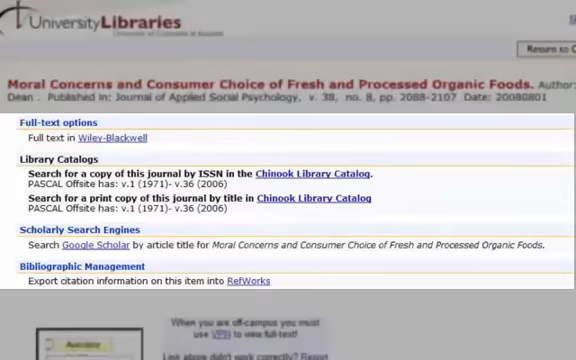 UniversityLibraries
Return to
Moral Concerns and Consumer Choice of Fresh and Processed Organic Foods. Author:
Dean . Published in: Journal of Applied Social Psychology, v. 38, no. 8, pp. 2088-2107 Date: 20080801
Full-text options
Full text in Wiley-Blackwell
Library Catalogs
Search for a copy of this journal by ISSN in the Chinook Library Catalog.
PASCAL Offsite has: v.1 (1971)- v.36 (2006)
Search for a print copy of this journal by title in Chinook Library Catalog
PASCAL Offsite has: v.1 (1971)- v.36 (2006)
Scholarly Search Engines
Search Google Scholar by article title for Moral Concerns and Consumer Choice of Fresh and Processed Organic Foods.
Bibliographic Management
Export citation information on this item into RefWorks
When you are off-campus you must
use VPN to view full-text!
Link above didn't work correctly? Report